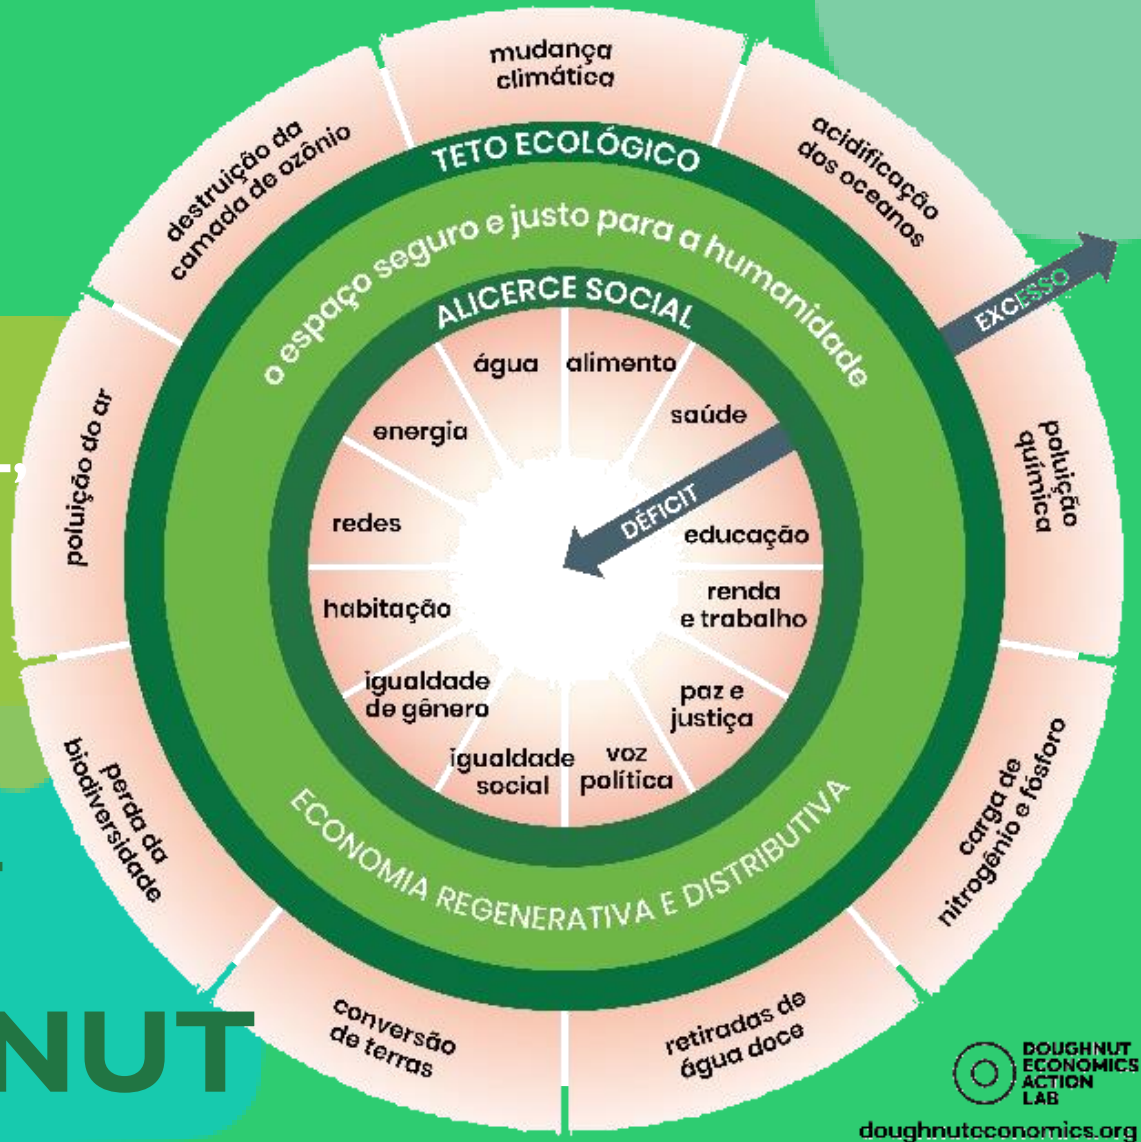 mudança
climática
acidificação
dos oceanos
destruição da
camada de ozônio
TETO ECOLÓGICO
o espaço seguro e justo para a humanidade
ALICERCE SOCIAL
EXCESSO
água
alimento
saúde
energia
poluição do ar
poluição
química
DÉFICIT
redes
educação
habitação
renda
e trabalho
igualdade
de gênero
paz e
justiça
igualdade
social
voz
política
perda da
biodiversidade
carga de
nitrogênio e fósforo
ECONOMIA REGENERATIVA E DISTRIBUTIVA
conversão
de terras
retiradas de
água doce
NUT
DOUGHNUT
ECONOMICS
ACTION
LAB
doughnuteconomics.org